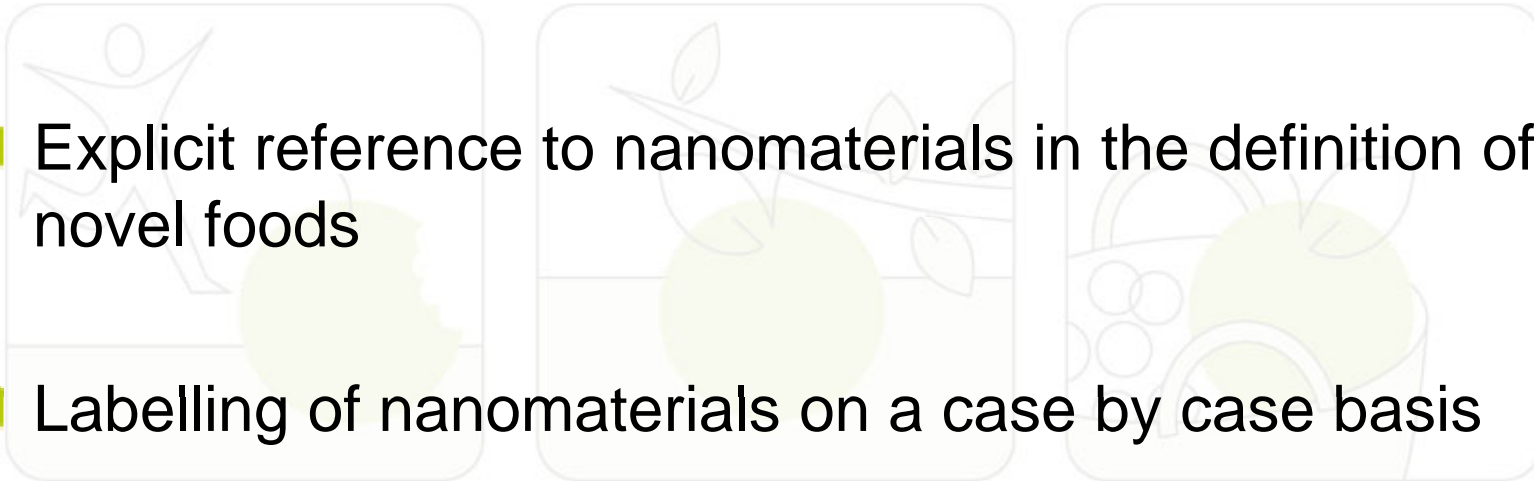 Explicit reference to nanomaterials in the definition of
novel foods
Labelling of nanomaterials on a case by case basis